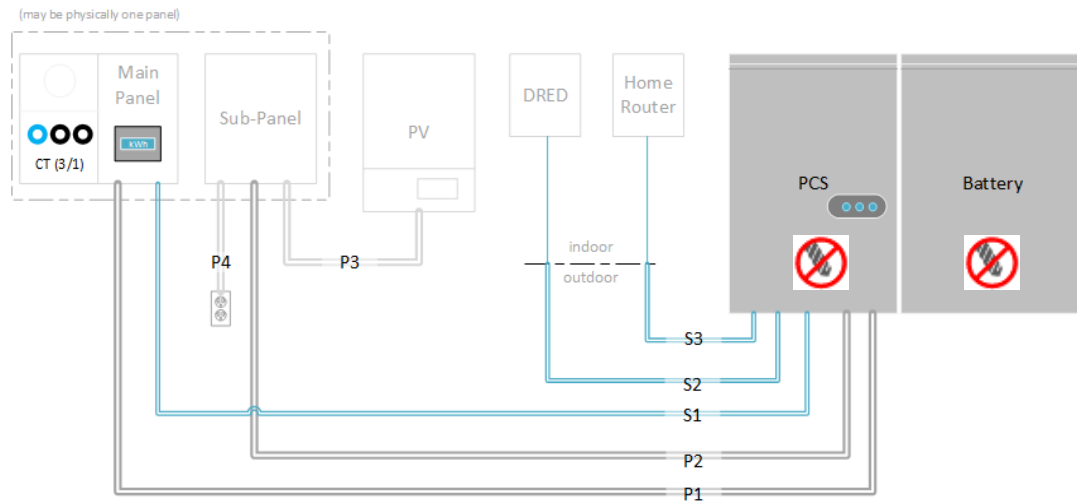 (may be physically one panel)
Main
Panel
CT (3/1)
kWh
Sub-Panel
PV
DRED
Home
Router
PCS
Battery
P4
P3
indoor
outdoor
S3
S2
S1
P2
P1